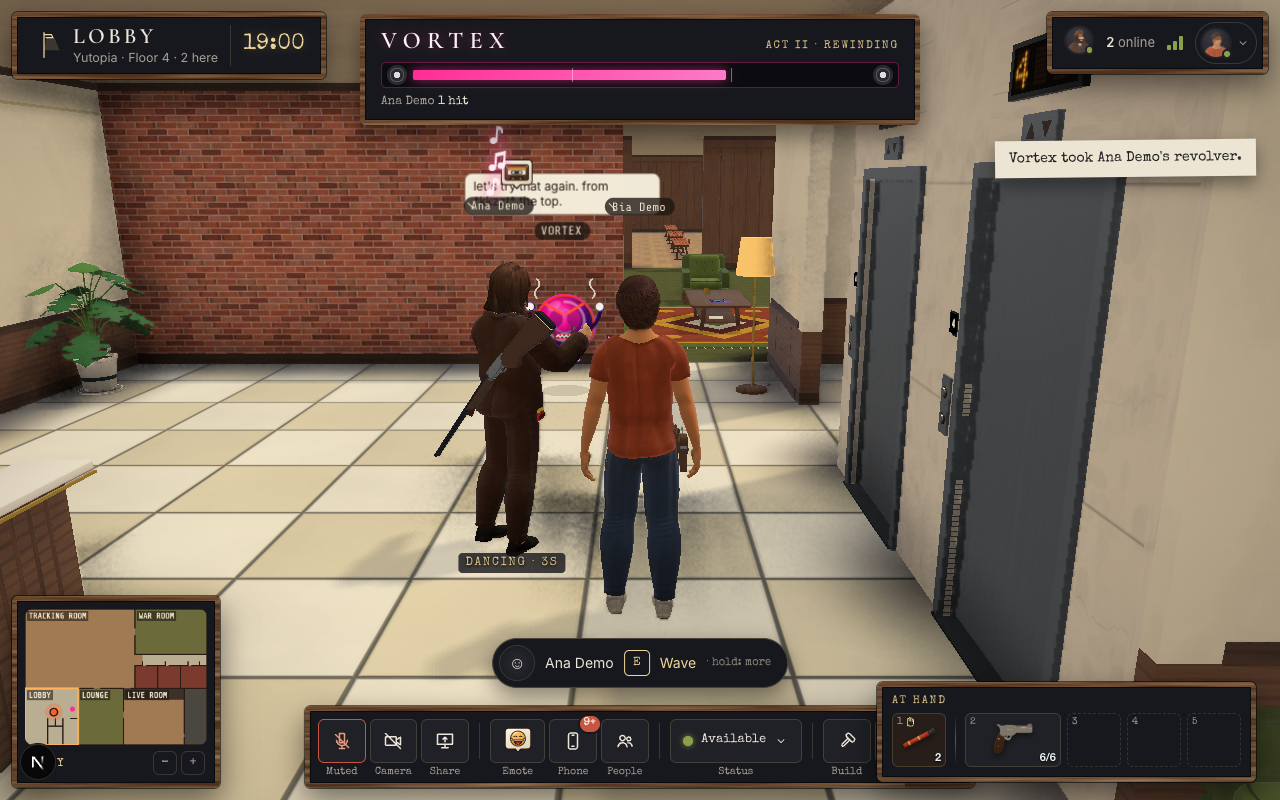 LOBBY
Yutopia · Floor 4 · 2 here
19:00
VORTEX
ACT II · REWINDING
Ana Demo 1 hit
2 online
4
Vortex took Ana Demo's revolver.
let's try that again. from
the top.
Ana Demo
Bia Demo
VORTEX
DANCING · 3S
Ana Demo
E
Wave
· hold: more
TRACKING ROOM
WAR ROOM
LOBBY
LOUNGE
LIVE ROOM
N
Y
−
+
Muted
Camera
Share
Emote
9+
Phone
People
Available
Status
Build
AT HAND
1
2
2
6/6
3
4
5